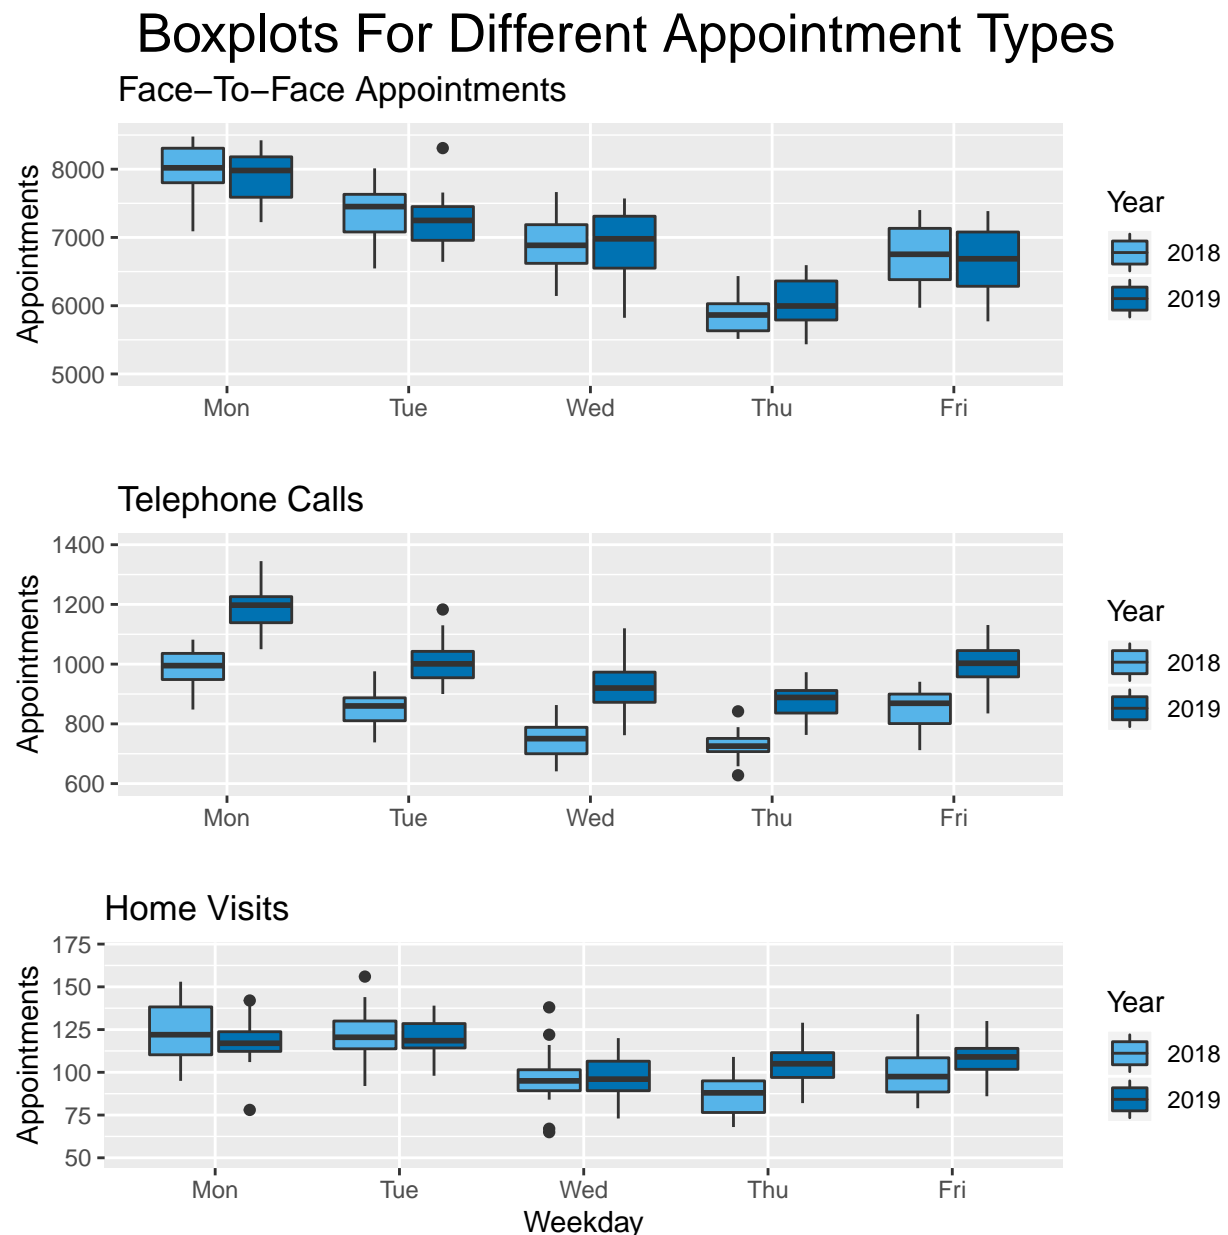 Boxplots For Different Appointment Types
Face−To−Face Appointments
Appointments
8000
7000
6000
5000
Mon Tue Wed Thu Fri
Year
2018
2019
Telephone Calls
Appointments
1400
1200
1000
800
600
Mon Tue Wed Thu Fri
Year
2018
2019
Home Visits
Appointments
175
150
125
100
75
50
Mon Tue Wed Thu Fri
Weekday
Year
2018
2019